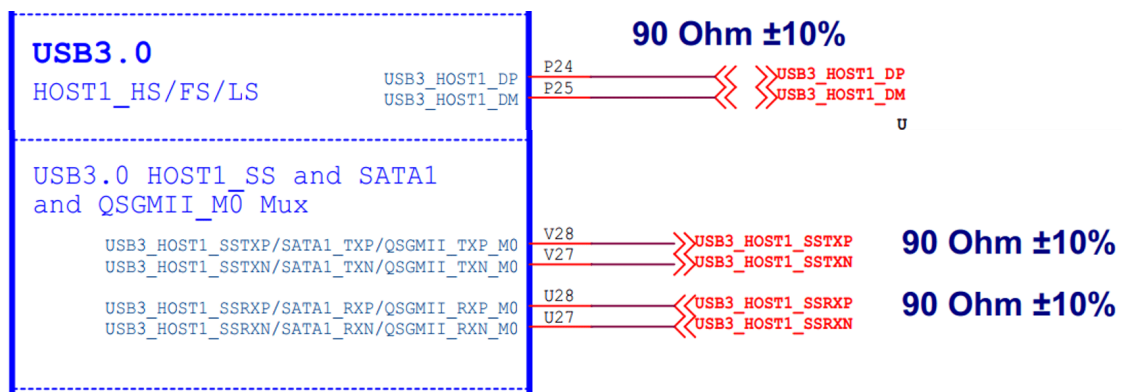 90 Ohm ±10%
USB3.0
HOST1_HS/FS/LS
USB3_HOST1_DP P24 USB3_HOST1_DP
USB3_HOST1_DM P25 USB3_HOST1_DM
U
USB3.0 HOST1_SS and SATA1
and QSGMII_M0 Mux
USB3_HOST1_SSTXP/SATA1_TXP/QSGMII_TXP_M0 V28 USB3_HOST1_SSTXP 90 Ohm ±10%
USB3_HOST1_SSTXN/SATA1_TXN/QSGMII_TXN_M0 V27 USB3_HOST1_SSTXN
USB3_HOST1_SSRXP/SATA1_RXP/QSGMII_RXP_M0 U28 USB3_HOST1_SSRXP 90 Ohm ±10%
USB3_HOST1_SSRXN/SATA1_RXN/QSGMII_RXN_M0 U27 USB3_HOST1_SSRXN